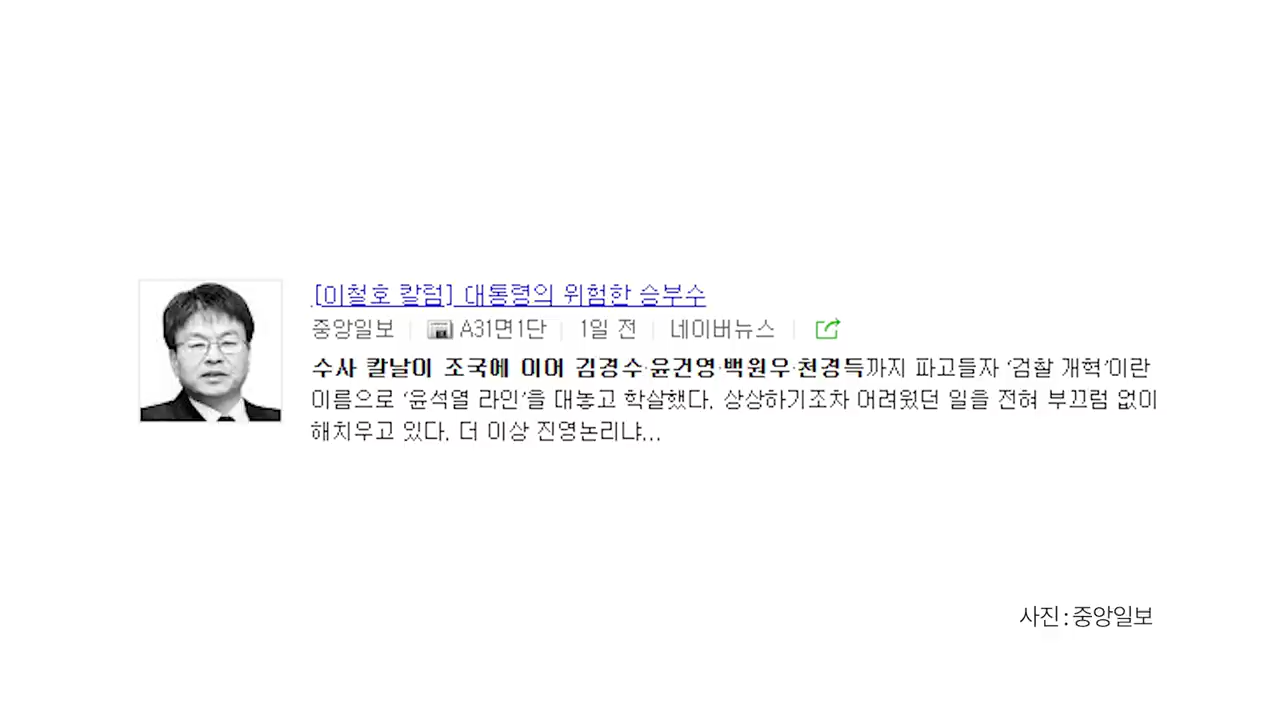 [이철호 칼럼] 대통령의 위험한 승부수
중앙일보 | A31면1단 | 1일 전 | 네이버뉴스 |
수사 칼날이 조국에 이어 김경수·윤건영·백원우·천경득까지 파고들자 ‘검찰 개혁’이란
이름으로 ‘윤석열 라인’을 대놓고 학살했다. 상상하기조차 어려웠던 일을 전혀 부끄럼 없이
해치우고 있다. 더 이상 진영논리냐...
사진 : 중앙일보